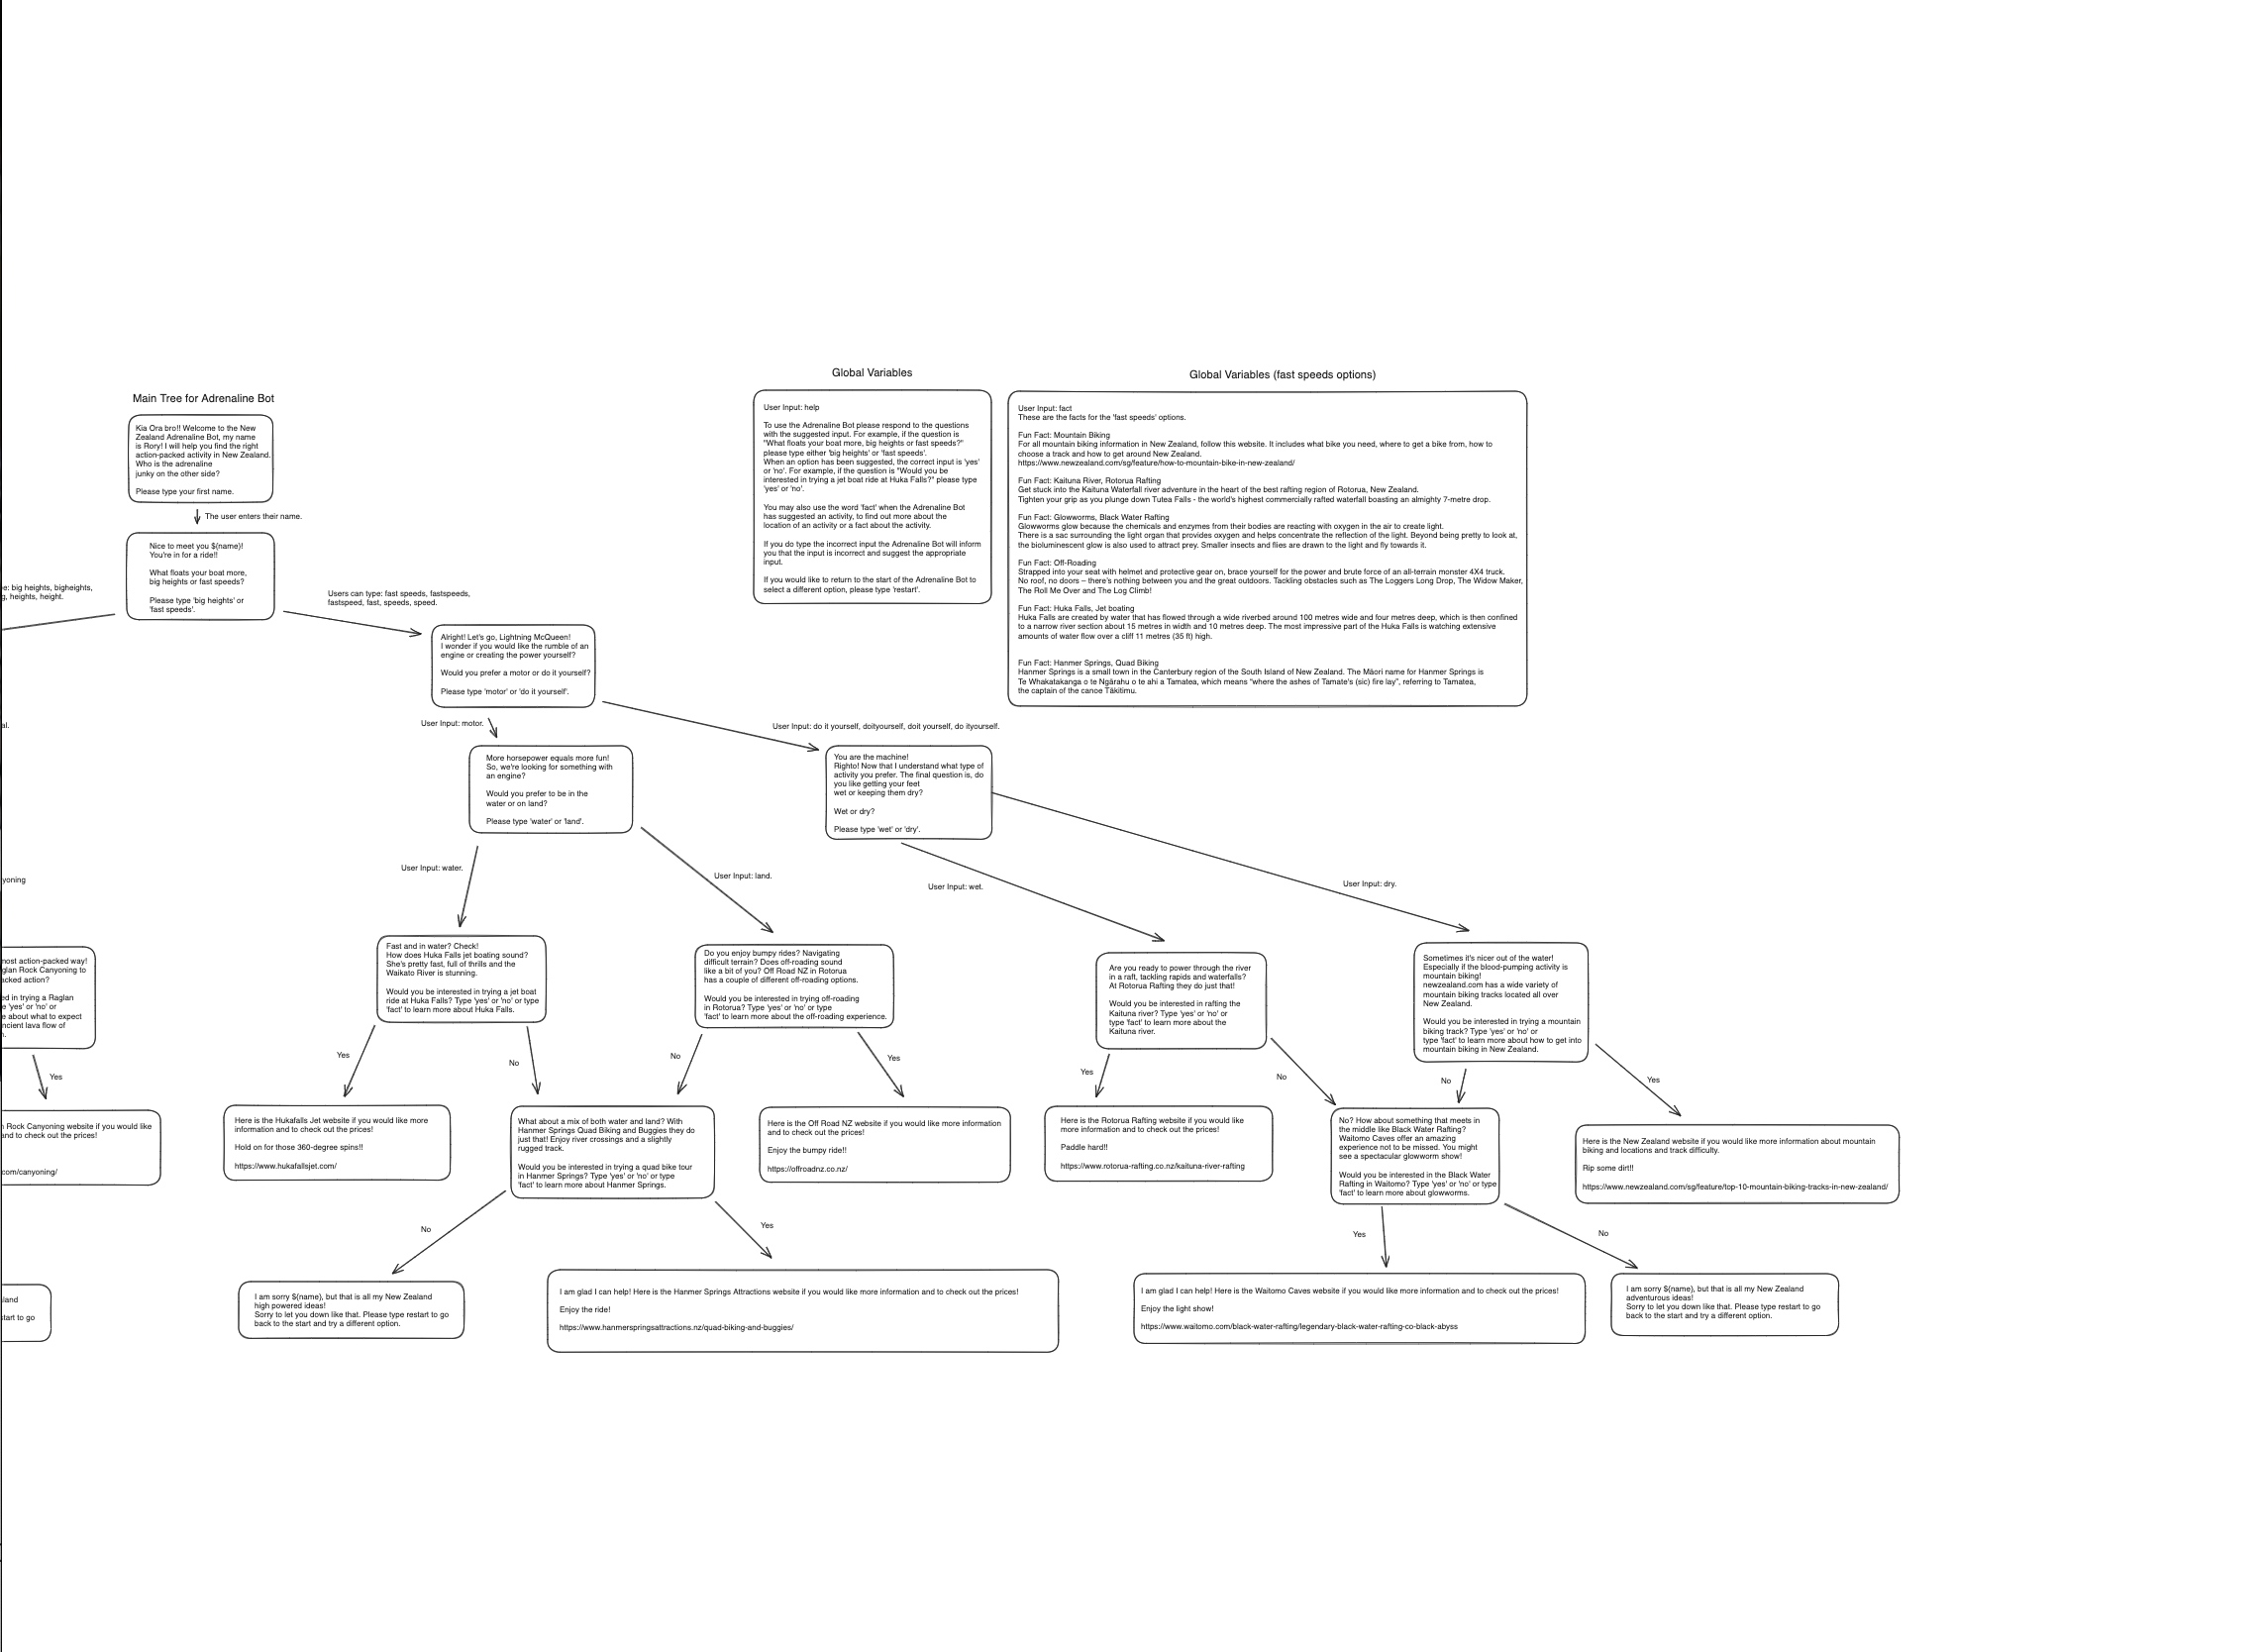 Global Variables
Global Variables (fast speeds options)
Main Tree for Adrenaline Bot
Kia Ora bro!! Welcome to the New
Zealand Adrenaline Bot, my name
is Rory! I will help you find the right
action-packed activity in New Zealand.
Who is the adrenaline
junky on the other side?
Please type your first name.
The user enters their name.
Nice to meet you ${name}!
You're in for a ride!!
What floats your boat more,
big heights or fast speeds?
Please type 'big heights' or
'fast speeds'.
e: big heights, bigheights,
g, heights, height.
Users can type: fast speeds, fastspeeds,
fastspeed, fast, speeds, speed.
User Input: help
To use the Adrenaline Bot please respond to the questions
with the suggested input. For example, if the question is
"What floats your boat more, big heights or fast speeds?"
please type either 'big heights' or 'fast speeds'.
When an option has been suggested, the correct input is 'yes'
or 'no'. For example, if the question is "Would you be
interested in trying a jet boat ride at Huka Falls?" please type
'yes' or 'no'.
You may also use the word 'fact' when the Adrenaline Bot
has suggested an activity, to find out more about the
location of an activity or a fact about the activity.
If you do type the incorrect input the Adrenaline Bot will inform
you that the input is incorrect and suggest the appropriate
input.
If you would like to return to the start of the Adrenaline Bot to
select a different option, please type 'restart'.
User Input: fact
These are the facts for the 'fast speeds' options.
Fun Fact: Mountain Biking
For all mountain biking information in New Zealand, follow this website. It includes what bike you need, where to get a bike from, how to
choose a track and how to get around New Zealand.
https://www.newzealand.com/sg/feature/how-to-mountain-bike-in-new-zealand/
Fun Fact: Kaituna River, Rotorua Rafting
Get stuck into the Kaituna Waterfall river adventure in the heart of the best rafting region of Rotorua, New Zealand.
Tighten your grip as you plunge down Tutea Falls - the world's highest commercially rafted waterfall boasting an almighty 7-metre drop.
Fun Fact: Glowworms, Black Water Rafting
Glowworms glow because the chemicals and enzymes from their bodies are reacting with oxygen in the air to create light.
There is a sac surrounding the light organ that provides oxygen and helps concentrate the reflection of the light. Beyond being pretty to look at,
the bioluminescent glow is also used to attract prey. Smaller insects and flies are drawn to the light and fly towards it.
Fun Fact: Off-Roading
Strapped into your seat with helmet and protective gear on, brace yourself for the power and brute force of an all-terrain monster 4X4 truck.
No roof, no doors – there's nothing between you and the great outdoors. Tackling obstacles such as The Loggers Long Drop, The Widow Maker,
The Roll Me Over and The Log Climb!
Fun Fact: Huka Falls, Jet boating
Huka Falls are created by water that has flowed through a wide riverbed around 100 metres wide and four metres deep, which is then confined
to a narrow river section about 15 metres in width and 10 metres deep. The most impressive part of the Huka Falls is watching extensive
amounts of water flow over a cliff 11 metres (35 ft) high.
Fun Fact: Hanmer Springs, Quad Biking
Hanmer Springs is a small town in the Canterbury region of the South Island of New Zealand. The Māori name for Hanmer Springs is
Te Whakatakanga o te Ngārahu o te ahi a Tamatea, which means "where the ashes of Tamate's (sic) fire lay", referring to Tamatea,
the captain of the canoe Tākitimu.
Alright! Let's go, Lightning McQueen!
I wonder if you would like the rumble of an
engine or creating the power yourself?
Would you prefer a motor or do it yourself?
Please type 'motor' or 'do it yourself'.
al.
User Input: motor.
User Input: do it yourself, doityourself, doit yourself, do ityourself.
More horsepower equals more fun!
So, we're looking for something with
an engine?
Would you prefer to be in the
water or on land?
Please type 'water' or 'land'.
You are the machine!
Righto! Now that I understand what type of
activity you prefer. The final question is, do
you like getting your feet
wet or keeping them dry?
Wet or dry?
Please type 'wet' or 'dry'.
yoning
User Input: water.
User Input: land.
User Input: wet.
User Input: dry.
most action-packed way!
glan Rock Canyoning to
acked action?
ed in trying a Raglan
e 'yes' or 'no' or
e about what to expect
ncient lava flow of
n.
Fast and in water? Check!
How does Huka Falls jet boating sound?
She's pretty fast, full of thrills and the
Waikato River is stunning.
Would you be interested in trying a jet boat
ride at Huka Falls? Type 'yes' or 'no' or type
'fact' to learn more about Huka Falls.
Do you enjoy bumpy rides? Navigating
difficult terrain? Does off-roading sound
like a bit of you? Off Road NZ in Rotorua
has a couple of different off-roading options.
Would you be interested in trying off-roading
in Rotorua? Type 'yes' or 'no' or type
'fact' to learn more about the off-roading experience.
Are you ready to power through the river
in a raft, tackling rapids and waterfalls?
At Rotorua Rafting they do just that!
Would you be interested in rafting the
Kaituna river? Type 'yes' or 'no' or
type 'fact' to learn more about the
Kaituna river.
Sometimes it's nicer out of the water!
Especially if the blood-pumping activity is
mountain biking!
newzealand.com has a wide variety of
mountain biking tracks located all over
New Zealand.
Would you be interested in trying a mountain
biking track? Type 'yes' or 'no' or
type 'fact' to learn more about how to get into
mountain biking in New Zealand.
Yes
Yes
No
No
Yes
Yes
No
No
Yes
n Rock Canyoning website if you would like
and to check out the prices!
com/canyoning/
Here is the Hukafalls Jet website if you would like more
information and to check out the prices!
Hold on for those 360-degree spins!!
https://www.hukafallsjet.com/
What about a mix of both water and land? With
Hanmer Springs Quad Biking and Buggies they do
just that! Enjoy river crossings and a slightly
rugged track.
Would you be interested in trying a quad bike tour
in Hanmer Springs? Type 'yes' or 'no' or type
'fact' to learn more about Hanmer Springs.
Here is the Off Road NZ website if you would like more information
and to check out the prices!
Enjoy the bumpy ride!!
https://offroadnz.co.nz/
Here is the Rotorua Rafting website if you would like
more information and to check out the prices!
Paddle hard!!
https://www.rotorua-rafting.co.nz/kaituna-river-rafting
No? How about something that meets in
the middle like Black Water Rafting?
Waitomo Caves offer an amazing
experience not to be missed. You might
see a spectacular glowworm show!
Would you be interested in the Black Water
Rafting in Waitomo? Type 'yes' or 'no' or type
'fact' to learn more about glowworms.
Here is the New Zealand website if you would like more information about mountain
biking and locations and track difficulty.
Rip some dirt!!
https://www.newzealand.com/sg/feature/top-10-mountain-biking-tracks-in-new-zealand/
No
Yes
Yes
No
aland
start to go
I am sorry ${name}, but that is all my New Zealand
high powered ideas!
Sorry to let you down like that. Please type restart to go
back to the start and try a different option.
I am glad I can help! Here is the Hanmer Springs Attractions website if you would like more information and to check out the prices!
Enjoy the ride!
https://www.hanmerspringsattractions.nz/quad-biking-and-buggies/
I am glad I can help! Here is the Waitomo Caves website if you would like more information and to check out the prices!
Enjoy the light show!
https://www.waitomo.com/black-water-rafting/legendary-black-water-rafting-co-black-abyss
I am sorry ${name}, but that is all my New Zealand
adventurous ideas!
Sorry to let you down like that. Please type restart to go
back to the start and try a different option.